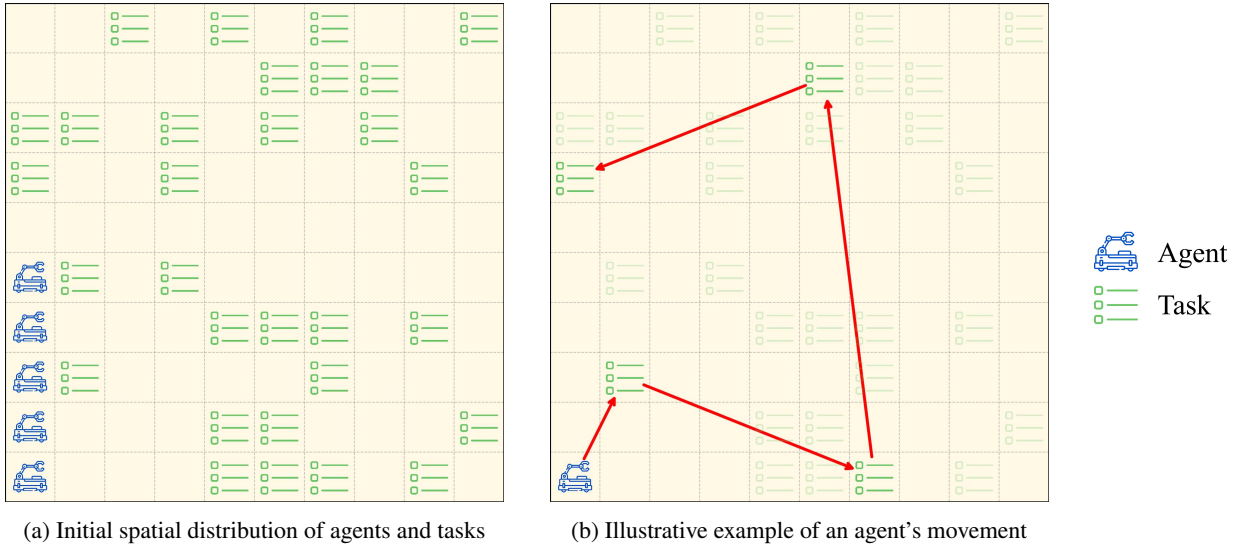 Agent
Task
(a) Initial spatial distribution of agents and tasks
(b) Illustrative example of an agent's movement